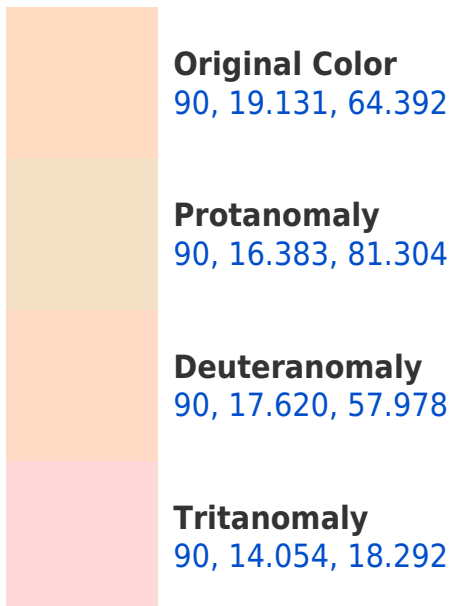 Original Color
90, 19.131, 64.392
Protanomaly
90, 16.383, 81.304
Deuteranomaly
90, 17.620, 57.978
Tritanomaly
90, 14.054, 18.292